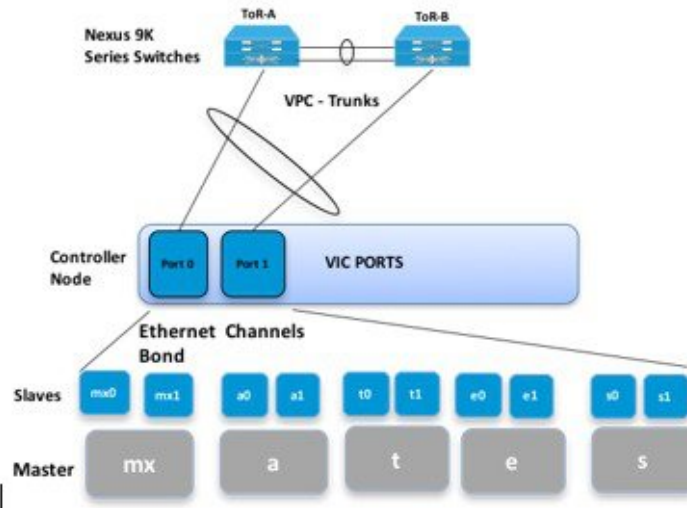 ToR-A
ToR-B
Nexus 9K
Series Switches
VPC - Trunks
Controller
Node
Port 0
Port 1
VIC PORTS
Ethernet Channels
Bond
Slaves
mx0
mx1
a0
a1
t0
t1
e0
e1
s0
s1
Master
mx
a
t
e
s